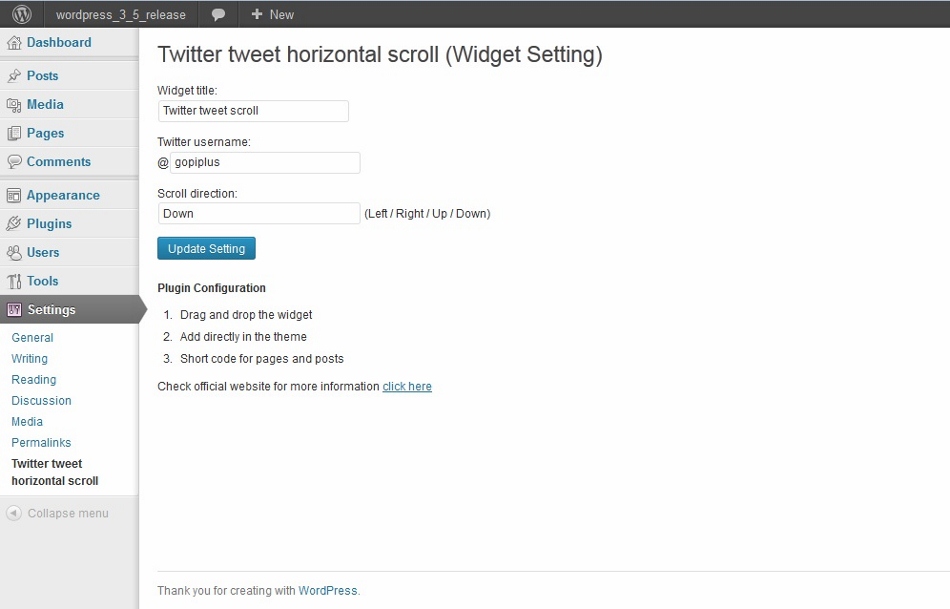 wordpress_3_5_release New
Dashboard
Posts
Media
Pages
Comments
Appearance
Plugins
Users
Tools
Settings
General
Writing
Reading
Discussion
Media
Permalinks
Twitter tweet
horizontal scroll
Collapse menu
Twitter tweet horizontal scroll (Widget Setting)
Widget title:
Twitter tweet scroll
Twitter username:
@ gopiplus
Scroll direction:
Down (Left / Right / Up / Down)
Update Setting
Plugin Configuration
1. Drag and drop the widget
2. Add directly in the theme
3. Short code for pages and posts
Check official website for more information click here
Thank you for creating with WordPress.